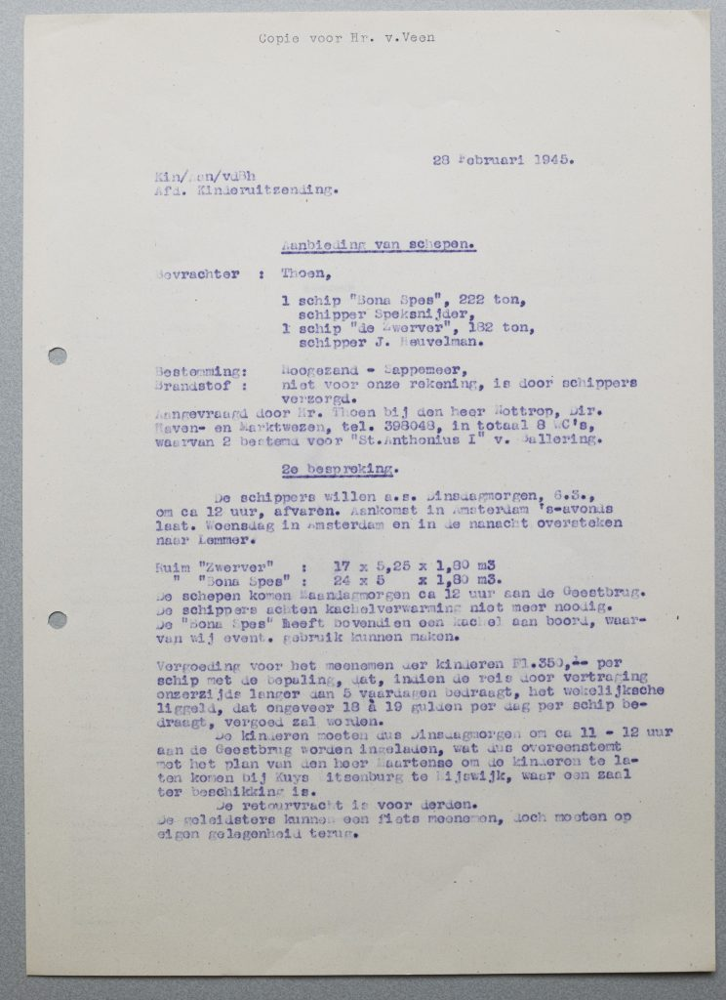 Copie voor Hr. v.Veen
28 Februari 1945.
Kin/ /vdBh
Afd. Kinderuitzending.
Aanbieding van schepen.
Bevrachter : Thoen,
1 schip "Bona Spes", 222 ton,
schipper Speksnijder,
1 schip "de Zwerver", 182 ton,
schipper J. Heuvelman.
Bestemming: Hoogezand - Sappemeer,
Brandstof : niet voor onze rekening, is door schippers
verzorgd.
Aangevraagd door Hr. Thoen bij den heer Nottrop, Dir.
Haven- en Marktwezen, tel. 398048, in totaal 8 WC's,
waarvan 2 bestemd voor "St.Anthonius I" v. Dallering.
2e bespreking.
De schippers willen a.s. Dinsdagmorgen, 6.3.,
om ca 12 uur, afvaren. Aankomst in Amsterdam 's-avonds
laat. Woensdag in Amsterdam en in de nanacht oversteken
naar Lemmer.
Ruim "Zwerver" : 17 x 5,25 x 1,80 m3
" "Bona Spes" : 24 x 5 x 1,80 m3.
De schepen komen Maandagmorgen ca 12 uur aan de Geestbrug.
De schippers achten kachelverwarming niet meer noodig.
De "Bona Spes" heeft bovendien een kachel aan boord, waar-
van wij event. gebruik kunnen maken.
Vergoeding voor het meenemen der kinderen Fl.350,-- per
schip met de bepaling, dat, indien de reis door vertraging
onzerzijds langer dan 5 vaardagen bedraagt, het wekelijksche
liggeld, dat ongeveer 18 à 19 gulden per dag per schip be-
draagt, vergoed zal worden.
De kinderen moeten dus Dinsdagmorgen om ca 11 - 12 uur
aan de Geestbrug worden ingeladen, wat dus overeenstemt
met het plan van den heer Maartense om de kinderen te la-
ten komen bij Kuys Witsenburg te Rijswijk, waar een zaal
ter beschikking is.
De retourvracht is voor derden.
De geleidsters kunnen een fiets meenemen, doch moeten op
eigen gelegenheid terug.